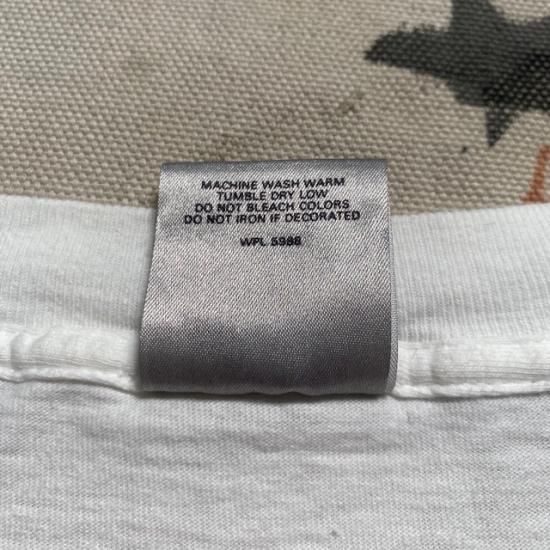 MACHINE WASH WARM
TUMBLE DRY LOW
DO NOT BLEACH COLORS
DO NOT IRON IF DECORATED
WPL 5988